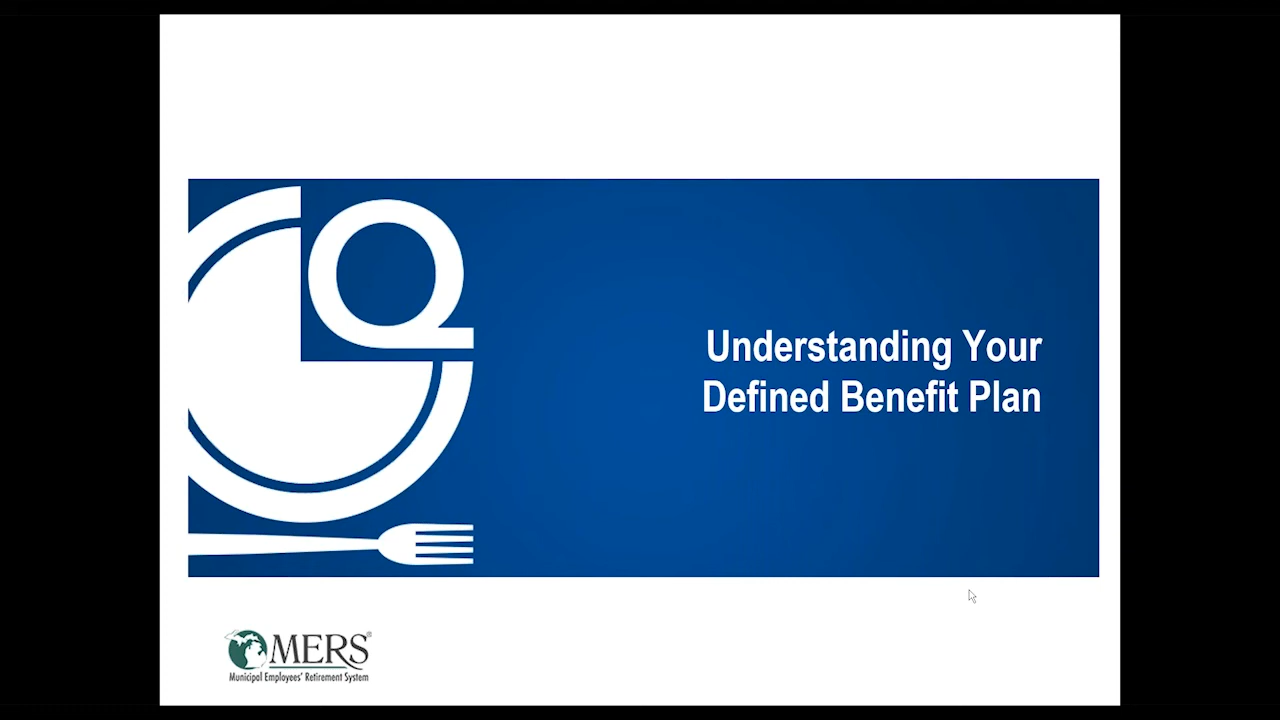 Understanding Your
Defined Benefit Plan
MERS®
Municipal Employees' Retirement System